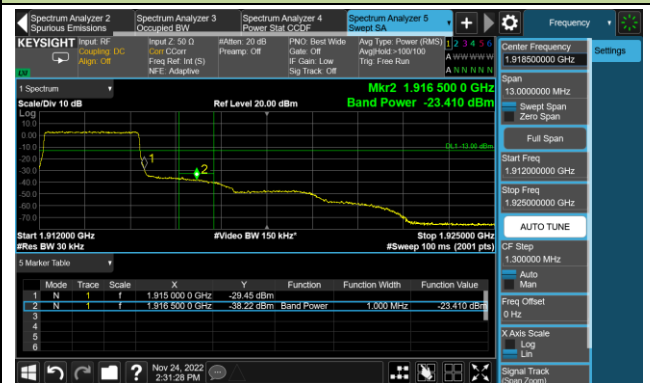 Spectrum Analyzer 2
Spurious Emissions
Spectrum Analyzer 3
Occupied BW
Spectrum Analyzer 4
Power Stat CCDF
Spectrum Analyzer 5
Swept SA
Frequency
KEYSIGHT
Input: RF
Coupling: DC
Align: Off
Input Z: 50 Ω
Corr CCorr
Freq Ref: Int (S)
NFE: Adaptive
#Atten: 20 dB
Preamp: Off
PNO: Best Wide
Gate: Off
IF Gain: Low
Sig Track: Off
Avg Type: Power (RMS)
Avg|Hold:>100/100
Trig: Free Run
1 2 3 4 5 6
A W W W W W
A N N N N N
LXI
1 Spectrum
Scale/Div 10 dB
Ref Level 20.00 dBm
Mkr2 1.916 500 0 GHz
Band Power -23.410 dBm
Log
10.0
0.00
-10.0
-20.0
-30.0
-40.0
-50.0
-60.0
-70.0
DL1 -13.00 dBm
1
2
Start 1.912000 GHz
#Res BW 30 kHz
#Video BW 150 kHz*
Stop 1.925000 GHz
#Sweep 100 ms (2001 pts)
5 Marker Table
Mode Trace Scale X Y Function Function Width Function Value
1 N 1 f 1.915 000 0 GHz -29.45 dBm
2 N 1 f 1.916 500 0 GHz -38.22 dBm Band Power 1.000 MHz -23.410 dBm
3
4
5
6
Nov 24, 2022
2:31:28 PM
Center Frequency
1.918500000 GHz
Settings
Span
13.0000000 MHz
Swept Span
Zero Span
Full Span
Start Freq
1.912000000 GHz
Stop Freq
1.925000000 GHz
AUTO TUNE
CF Step
1.300000 MHz
Auto
Man
Freq Offset
0 Hz
X Axis Scale
Log
Lin
Signal Track
(Span Zoom)